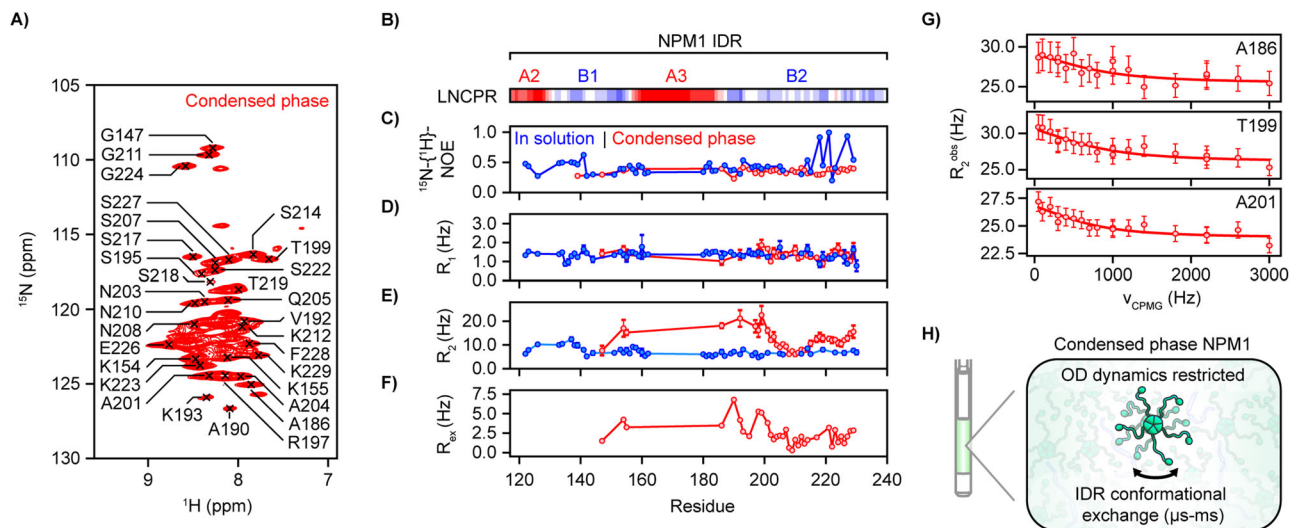 A)
Condensed phase
105
110
115
120
125
130
¹⁵N (ppm)
G147
G211
G224
S227
S207
S217
S195
S218
N203
N210
N208
E226
K154
K223
A201
K193
A190
S214
T199
S222
T219
Q205
V192
K212
F228
K229
K155
A204
A186
R197
9
8
7
¹H (ppm)
B)
NPM1 IDR
A2
B1
A3
B2
LNCPR
C)
In solution | Condensed phase
¹⁵N-{¹H}-
NOE
1.0
0.5
0.0
D)
R₁ (Hz)
3.0
2.0
1.0
0.0
E)
R₂ (Hz)
20.0
10.0
0.0
F)
Rₑₓ (Hz)
7.5
5.0
2.5
0.0
120
140
160
180
200
220
240
Residue
G)
A186
30.0
25.0
T199
30.0
25.0
A201
27.5
25.0
22.5
R₂ᵒᵇˢ (Hz)
0
1000
2000
3000
νCPMG (Hz)
H)
Condensed phase NPM1
OD dynamics restricted
IDR conformational
exchange (µs-ms)